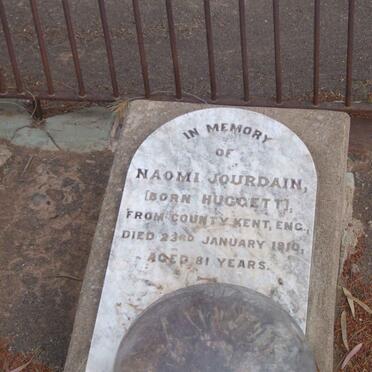 IN MEMORY
OF
NAOMI JOURDAIN,
(BORN HUGGETT),
FROM COUNTY KENT, ENG.,
DIED 23RD JANUARY 1910,
AGED 81 YEARS.